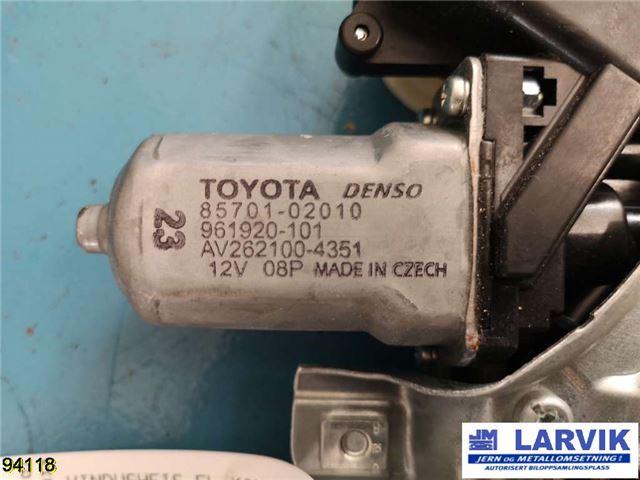 TOYOTA DENSO
85701-02010
961920-101
AV262100-4351
12V 08P MADE IN CZECH
23
94118
JM LARVIK
JERN OG METALLOMSETNING
AUTORISERT BILOPPSAMLINGSPLASS